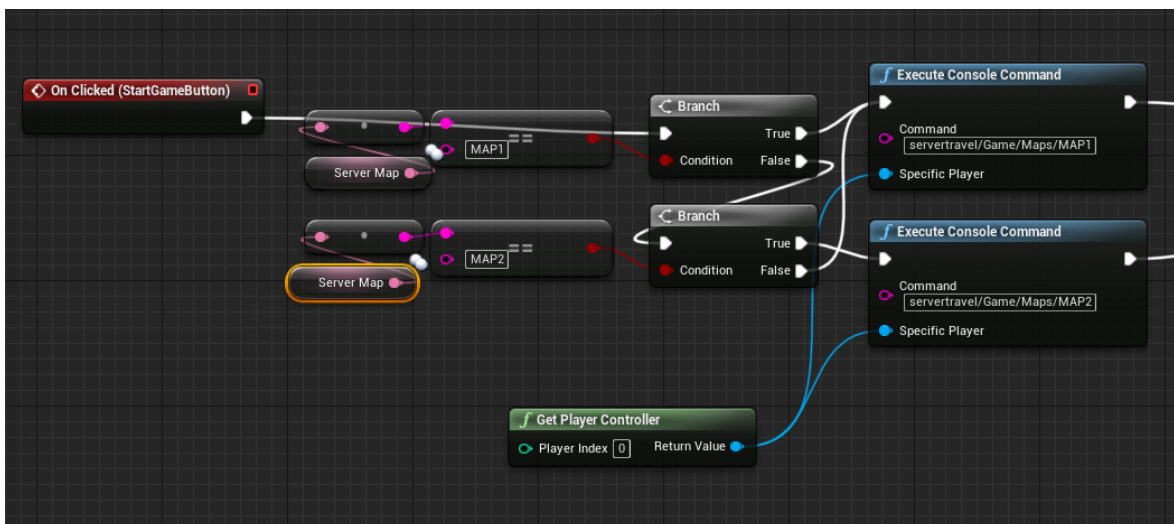 On Clicked (StartGameButton)
MAP1
==
Server Map
Branch
True
Condition
False
f Execute Console Command
Command
servertravel/Game/Maps/MAP1
Specific Player
MAP2
==
Server Map
Branch
True
Condition
False
f Execute Console Command
Command
servertravel/Game/Maps/MAP2
Specific Player
f Get Player Controller
Player Index 0
Return Value